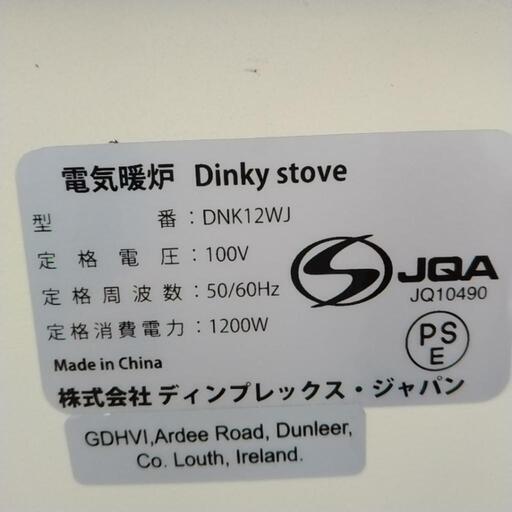 電気暖炉 Dinky stove
型番：DNK12WJ
定格電圧：100V
定格周波数：50/60Hz
定格消費電力：1200W
JQA
JQ10490
PS
E
Made in China
株式会社 ディンプレックス・ジャパン
GDHVI,Ardee Road, Dunleer,
Co. Louth, Ireland.